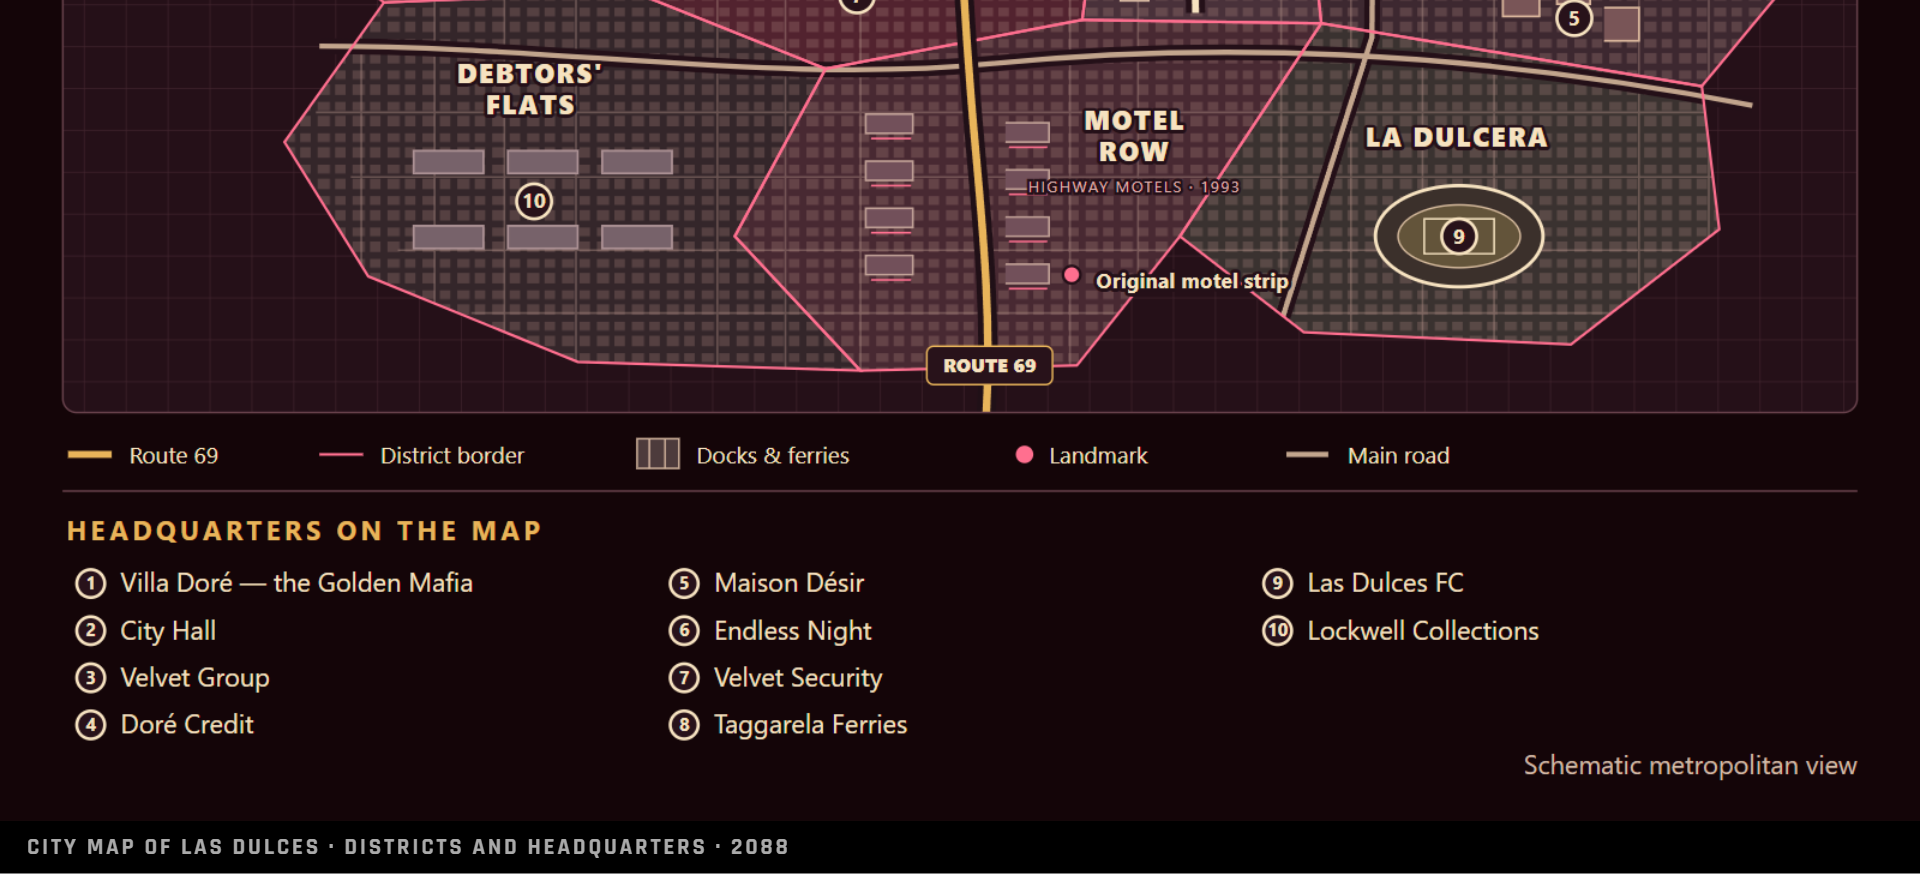 5
DEBTORS'
FLATS
MOTEL
ROW
HIGHWAY MOTELS · 1993
LA DULCERA
10
9
Original motel strip
ROUTE 69
Route 69
District border
Docks & ferries
Landmark
Main road
HEADQUARTERS ON THE MAP
1 Villa Doré — the Golden Mafia
2 City Hall
3 Velvet Group
4 Doré Credit
5 Maison Désir
6 Endless Night
7 Velvet Security
8 Taggarela Ferries
9 Las Dulces FC
10 Lockwell Collections
Schematic metropolitan view
CITY MAP OF LAS DULCES · DISTRICTS AND HEADQUARTERS · 2088